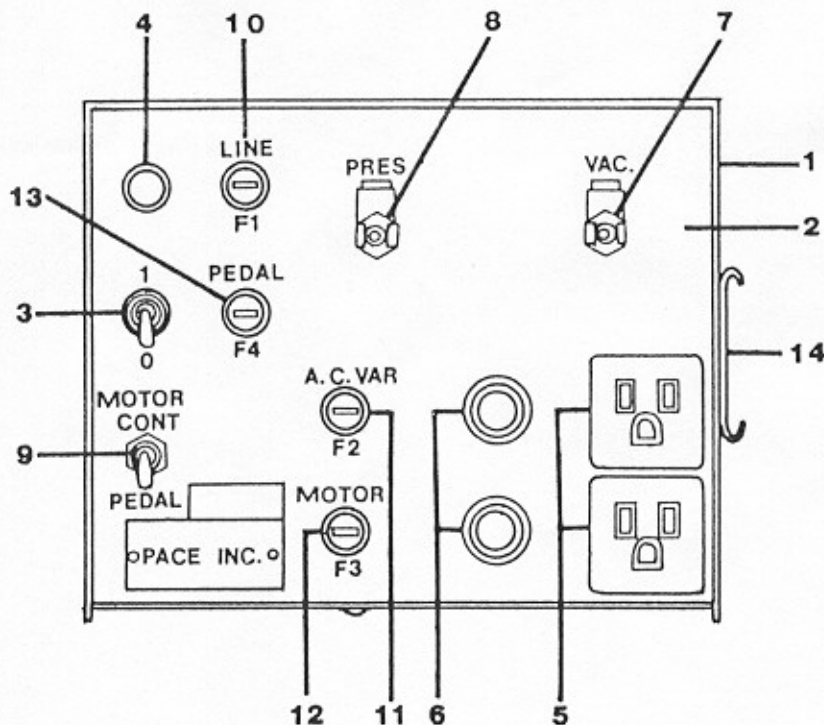 4 10 8 7
LINE
PRES VAC. 1
13 F1 2
1 PEDAL
3
0 F4 14
MOTOR CONT A.C.VAR
9 F2
PEDAL MOTOR
PACE INC. F3
12 11 6 5